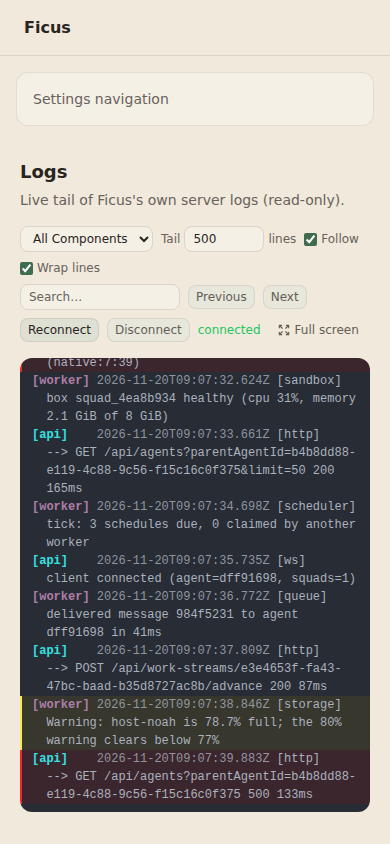 Ficus
Settings navigation
Logs
Live tail of Ficus's own server logs (read-only).
All Components Tail 500 lines Follow
Wrap lines
Search... Previous Next
Reconnect Disconnect connected Full screen
(native:7:39)
[worker] 2026-11-20T09:07:32.624Z [sandbox]
box squad_4ea8b934 healthy (cpu 31%, memory
2.1 GiB of 8 GiB)
[api] 2026-11-20T09:07:33.661Z [http]
--> GET /api/agents?parentAgentId=b4b8dd88-
e119-4c88-9c56-f15c16c0f375&limit=50 200
165ms
[worker] 2026-11-20T09:07:34.698Z [scheduler]
tick: 3 schedules due, 0 claimed by another
worker
[api] 2026-11-20T09:07:35.735Z [ws]
client connected (agent=dff91698, squads=1)
[worker] 2026-11-20T09:07:36.772Z [queue]
delivered message 984f5231 to agent
dff91698 in 41ms
[api] 2026-11-20T09:07:37.809Z [http]
--> POST /api/work-streams/e3e4653f-fa43-
47bc-baad-b35d8727ac8b/advance 200 87ms
[worker] 2026-11-20T09:07:38.846Z [storage]
Warning: host-noah is 78.7% full; the 80%
warning clears below 77%
[api] 2026-11-20T09:07:39.883Z [http]
--> GET /api/agents?parentAgentId=b4b8dd88-
e119-4c88-9c56-f15c16c0f375 500 133ms